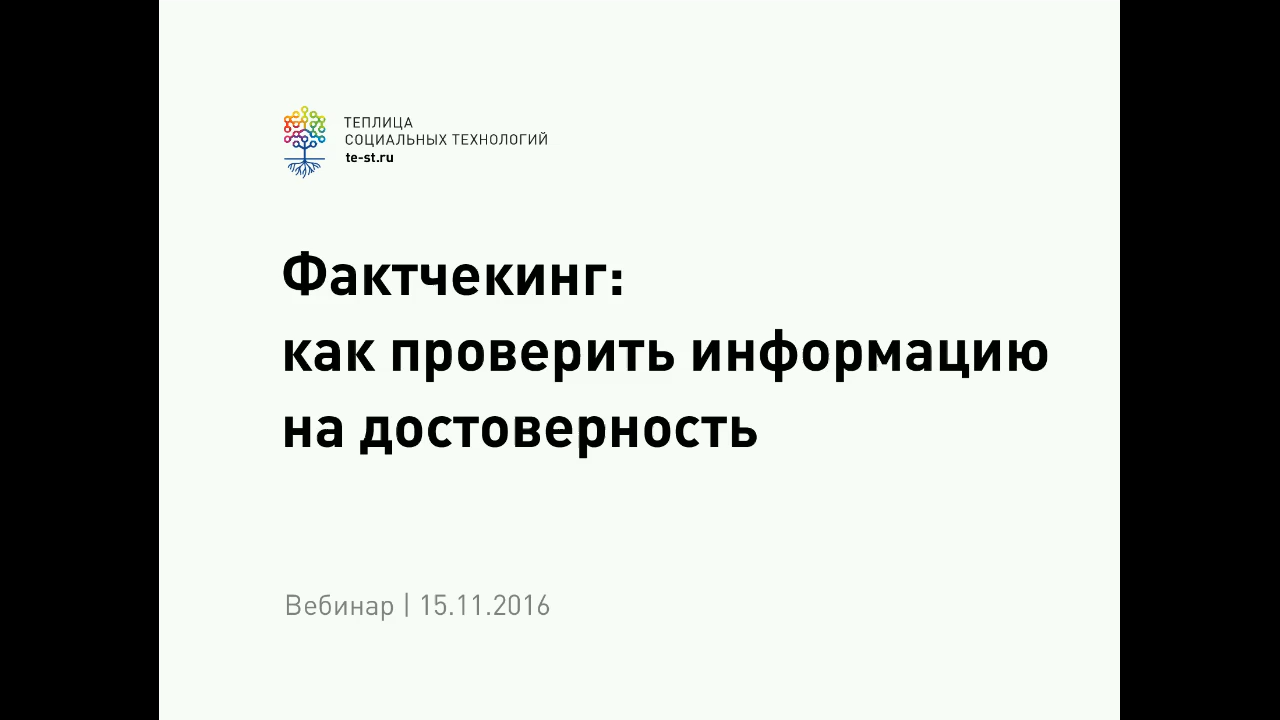 ТЕПЛИЦА
СОЦИАЛЬНЫХ ТЕХНОЛОГИЙ
te-st.ru
Фактчекинг:
как проверить информацию
на достоверность
Вебинар | 15.11.2016